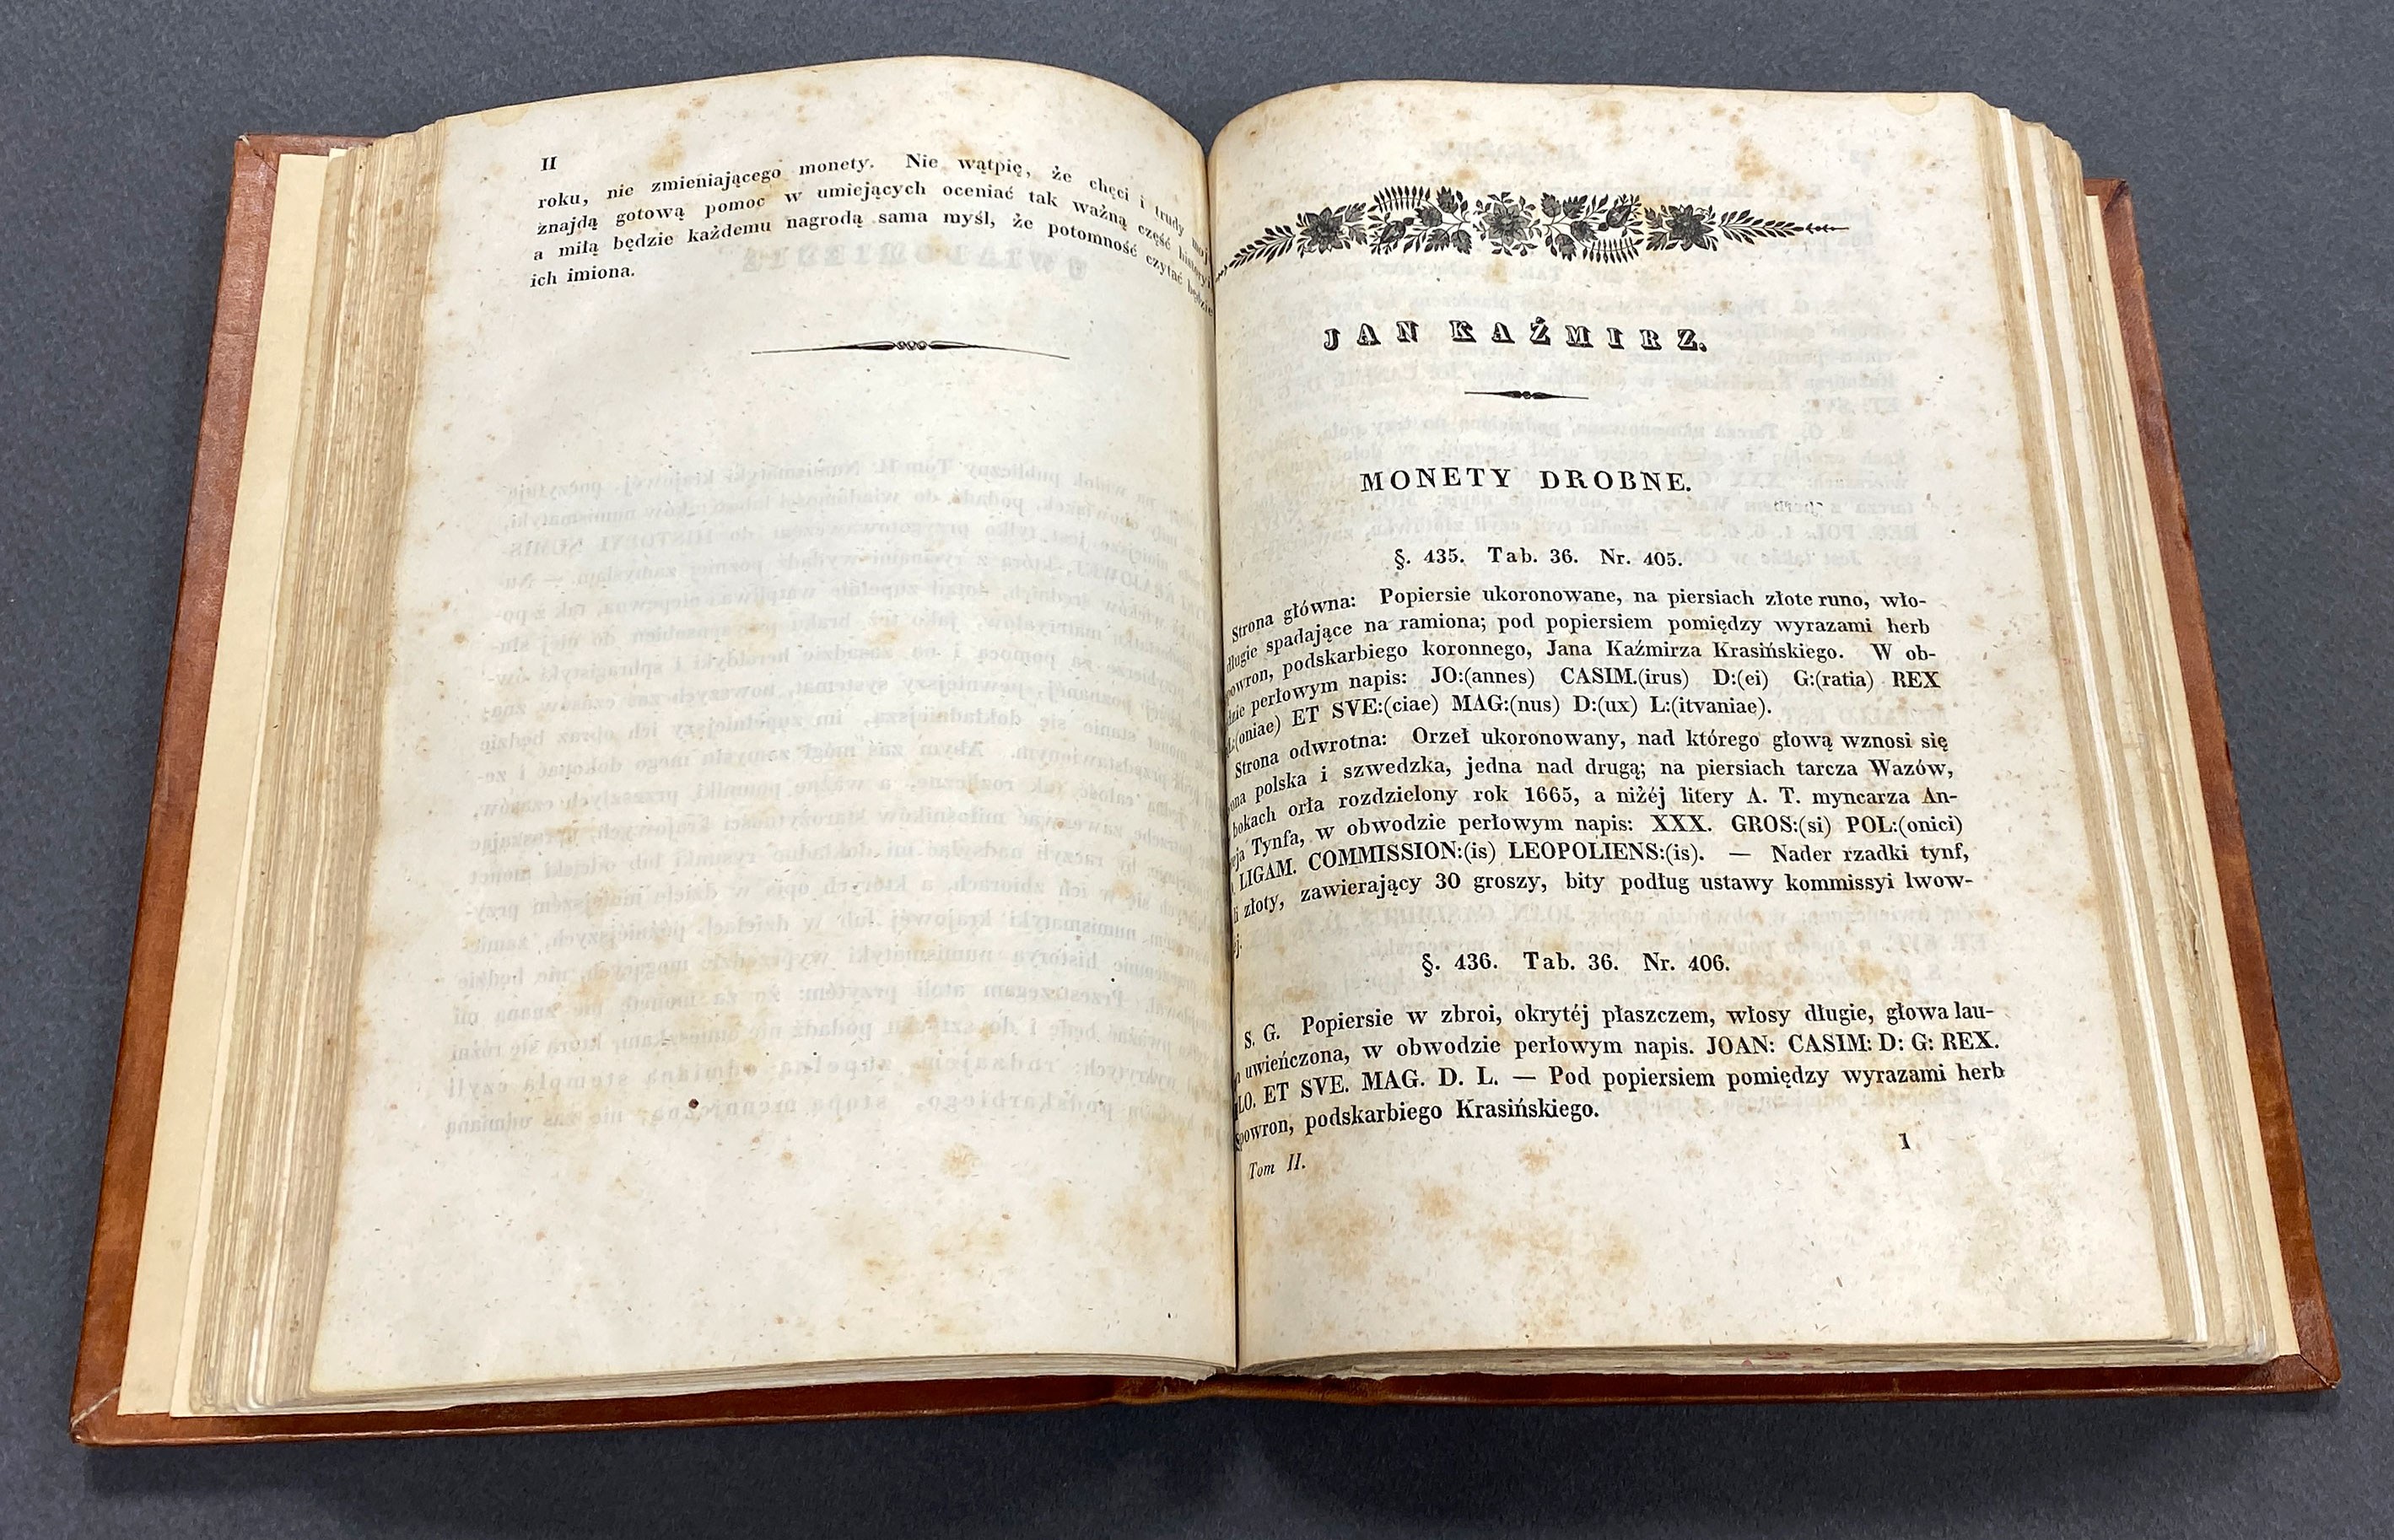 II
roku, nie zmieniającego monety. Nie wątpię, że chęci i trudy moje
znajdą gotową pomoc w umiejących oceniać tak ważną część historyi
a miłą będzie każdemu nagrodą sama myśl, że potomność czytać będzie
ich imiona.
JAN KAŹMIRZ.
MONETY DROBNE.
§. 435. Tab. 36. Nr. 405.
Strona główna: Popiersie ukoronowane, na piersiach złote runo, wło-
długie spadające na ramiona; pod popiersiem pomiędzy wyrazami herb
podskarbiego koronnego, Jana Kaźmirza Krasińskiego. W ob-
perłowym napis: JO:(annes) CASIM.(irus) D:(ei) G:(ratia) REX
ET SVE:(ciae) MAG:(nus) D:(ux) L:(itvaniae).
Strona odwrotna: Orzeł ukoronowany, nad którego głową wznosi się
polska i szwedzka, jedna nad drugą; na piersiach tarcza Wazów,
bokach orła rozdzielony rok 1665, a niżéj litery A. T. myncarza An-
Tynfa, w obwodzie perłowym napis: XXX. GROS:(si) POL:(onici)
LIGAM. COMMISSION:(is) LEOPOLIENS:(is). — Nader rzadki tynf,
złoty, zawierający 30 groszy, bity podług ustawy kommissyi lwow-
§. 436. Tab. 36. Nr. 406.
S. G. Popiersie w zbroi, okrytéj płaszczem, włosy długie, głowa lau-
uwieńczona, w obwodzie perłowym napis. JOAN: CASIM: D: G: REX.
ET SVE. MAG. D. L. — Pod popiersiem pomiędzy wyrazami herb
podskarbiego Krasińskiego.
Tom II. 1